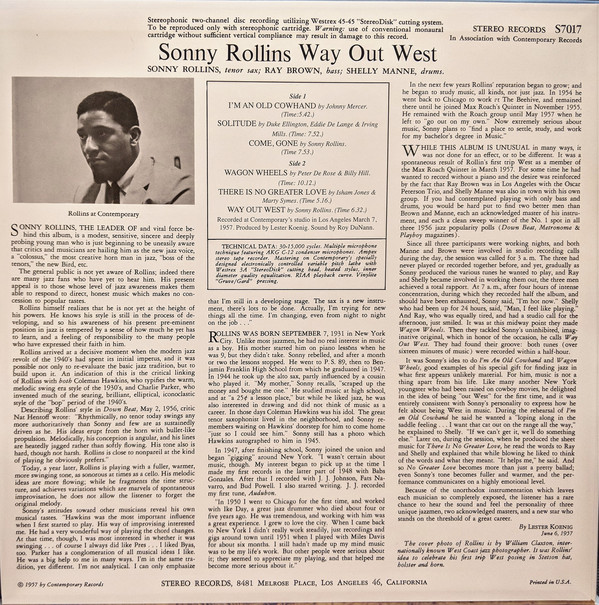 Stereophonic two-channel disc recording utilizing Westrex 45-45 "StereoDisk" cutting system.
To be reproduced only with stereophonic cartridge. Warning: use of conventional monaural
cartridge without sufficient vertical compliance may result in damage to this record.
STEREO RECORDS S7017
In Association with Contemporary Records
Sonny Rollins Way Out West
SONNY ROLLINS, tenor sax; RAY BROWN, bass; SHELLY MANNE, drums.
Rollins at Contemporary
SONNY ROLLINS, THE LEADER OF and vital force be-
hind this album, is a modern, sensitive, sincere and deeply
probing young man who is just beginning to be uneasily aware
that critics and musicians are hailing him as the new jazz voice,
a "colossus," the most creative horn man in jazz, "boss of the
tenors," the new Bird, etc.
The general public is not yet aware of Rollins; indeed there
are many jazz fans who have yet to hear him. His present
appeal is to those whose level of jazz awareness makes them
able to respond to direct, honest music which makes no con-
cession to popular tastes.
Rollins himself realizes that he is not yet at the height of
his powers. He knows his style is still in the process of de-
veloping, and so his awareness of his present pre-eminent
position in jazz is tempered by a sense of how much he yet has
to learn, and a feeling of responsibility to the many people
who have expressed their faith in him.
Rollins arrived at a decisive moment when the modern jazz
revolt of the 1940's had spent its initial impetus, and it was
possible not only to re-evaluate the basic jazz tradition, but to
build upon it. An indication of this is the critical linking
of Rollins with both Coleman Hawkins, who typifies the warm,
melodic swing era style of the 1930's, and Charlie Parker, who
invented much of the searing, brilliant, elliptical, iconoclastic
style of the "bop" period of the 1940's.
Describing Rollins' style in Down Beat, May 2, 1956, critic
Nat Hentoff wrote: "Rhythmically, no tenor today swings any
more authoritatively than Sonny and few are as sustainedly
driven as he. His ideas erupt from the horn with bullet-like
propulsion. Melodically, his conception is angular, and his lines
are heatedly jagged rather than softly flowing. His tone also is
hard, though not harsh. Rollins is close to nonpareil at the kind
of playing he obviously prefers."
Today, a year later, Rollins is playing with a fuller, warmer,
more swinging tone, as sonorous at times as a cello. His melodic
ideas are more flowing; while he fragments the time struc-
ture, and achieves variations which are marvels of spontaneous
improvisation, he does not allow the listener to forget the
original melody.
Sonny's attitudes toward other musicians reveal his own
musical tastes. "Hawkins was the most important influence
when I first started to play. His way of improvising interested
me. He had a very wonderful way of playing the chord changes.
At that time, though, I was most interested in whether it was
swinging . . . of course I always did like Pres . . . I liked Byas,
too. Parker has a conglomeration of all musical ideas I like.
He was a big help to me in many ways. I'm in the same tra-
dition, yet different. I'm not analytical. I can only emphasize
Side 1
I'M AN OLD COWHAND by Johnny Mercer.
(Time:5.42.)
SOLITUDE by Duke Ellington, Eddie De Lange & Irving
Mills. (Time: 7.52.)
COME, GONE by Sonny Rollins.
(Time 7.53.)
Side 2
WAGON WHEELS by Peter De Rose & Billy Hill.
(Time: 10.12.)
THERE IS NO GREATER LOVE by Isham Jones &
Marty Symes. (Time 5.16.)
WAY OUT WEST by Sonny Rollins. (Time 6.32.)
Recorded at Contemporary's studio in Los Angeles March 7,
1957. Produced by Lester Koenig. Sound by Roy DuNann.
TECHNICAL DATA: 30-15,000 cycles. Multiple microphone
technique featuring AKG C-12 condenser microphones. Ampex
stereo tape recorder. Mastering on Contemporary's specially
designed electronically controlled variable pitch lathe with
Westrex 3A "StereoDisk" cutting head, heated stylus, inner
diameter quality equalization. RIAA playback curve. Vinylite
"Gruve/Gard" pressing.
that I'm still in a developing stage. The sax is a new instru-
ment, there's lots to be done. Actually, I'm trying for new
things all the time. I'm changing, even from night to night
on the job . . ."
ROLLINS WAS BORN SEPTEMBER 7, 1931 in New York
City. Unlike most jazzmen, he had no real interest in music
as a boy. His mother started him on piano lessons when he
was 9, but they didn't take. Sonny rebelled, and after a month
or two the lessons stopped. He went to P. S. 89, then to Ben-
jamin Franklin High School from which he graduated in 1947.
In 1944 he took up the alto sax, partly influenced by a cousin
who played it. "My mother," Sonny recalls, "scraped up the
money and bought me one." He studied music at high school,
and at "a 25¢ a lesson place," but while he liked jazz, he was
also interested in drawing and did not think of music as a
career. In those days Coleman Hawkins was his idol. The great
tenor saxophonist lived in the neighborhood, and Sonny re-
members waiting on Hawkins' doorstep for him to come home
"just so I could see him." Sonny still has a photo which
Hawkins autographed to him in 1945.
In 1947, after finishing school, Sonny joined the union and
began "gigging" around New York. "I wasn't certain about
music, though. My interest began to pick up at the time I
made my first records in the latter part of 1948 with Babs
Gonzales. After that I recorded with J. J. Johnson, Fats Na-
varro, and Bud Powell. I also started writing. J. J. recorded
my first tune, Audubon.
"In 1950 I went to Chicago for the first time, and worked
with Ike Day, a great jazz drummer who died about four or
five years ago. He was tremendous, and working with him was
a great experience. I grew to love the city. When I came back
to New York I didn't really work steadily, just recordings and
gigs around town until 1951 when I played with Miles Davis
for about six months. I still hadn't made up my mind music
was to be my life's work. But other people were serious about
it; they seemed to appreciate my playing, and that helped me
become more serious about it."
In the next few years Rollins' reputation began to grow; and
he began to study music, all kinds, not just jazz. In 1954 he
went back to Chicago to work at The Beehive, and remained
there until he joined Max Roach's Quintet in November 1955.
He remained with the Roach group until May 1957 when he
left to "go out on my own." Now extremely serious about
music, Sonny plans to "find a place to settle, study, and work
for my bachelor's degree in Music."
WHILE THIS ALBUM IS UNUSUAL in many ways, it
was not done for an effect, or to be different. It was a
spontaneous result of Rollins's first trip West as a member of
the Max Roach Quintet in March 1957. For some time he had
wanted to record without a piano and the desire was reinforced
by the fact that Ray Brown was in Los Angeles with the Oscar
Peterson Trio, and Shelly Manne was also in town with his own
group. If you had contemplated playing with only bass and
drums, you would be hard put to find two better men than
Brown and Manne, each an acknowledged master of his instru-
ment, and each a clean sweep winner of the No. 1 spot in all
three 1956 jazz popularity polls (Down Beat, Metronome &
Playboy magazines).
Since all three participants were working nights, and both
Manne and Brown were involved in studio recording calls
during the day, the session was called for 3 a. m. The three had
never played or recorded together before, and yet, gradually as
Sonny produced the various tunes he wanted to play, and Ray
and Shelly became involved in working them out, the three men
achieved a total rapport. At 7 a. m. after four hours of intense
concentration, during which they recorded half the album, and
should have been exhausted, Sonny said, "I'm hot now." Shelly
who had been up for 24 hours, said, "Man, I feel like playing."
And Ray, who was equally tired, and had a studio call for the
afternoon, just smiled. It was at this midway point they made
Wagon Wheels. Then they tackled Sonny's uninhibited, imag-
inative original, which in honor of the occasion, he calls Way
Out West. They had found their groove: both tunes (over
sixteen minutes of music) were recorded within a half-hour.
It was Sonny's idea to do I'm An Old Cowhand and Wagon
Wheels, good examples of his special gift for finding jazz in
what first appears unlikely material. For him, music is not a
thing apart from his life. Like many another New York
youngster who had been raised on cowboy movies, he delighted
in the idea of being "out West" for the first time, and it was
entirely consistent with Sonny's personality to express how he
felt about being West in music. During the rehearsal of I'm
an Old Cowhand he said he wanted a "loping along in the
saddle feeling . . . I want that cat out on the range all the way,"
he explained to Shelly. "If we can't get it, we'll do something
else." Later on, during the session, when he produced the sheet
music for There Is No Greater Love, he read the words to Ray
and Shelly and explained that while blowing he liked to think
of the words and what they meant. "It helps me," he said. And
so No Greater Love becomes more than just a pretty ballad;
even Sonny's tone becomes fuller and warmer, and the per-
formance communicates on a highly emotional level.
Because of the unorthodox instrumentation which leaves
each musician so completely exposed, the listener has a rare
chance to hear the sound and feel the personality of three
unique jazzmen, two acknowledged masters, and a new star who
stands on the threshold of a great career.
By LESTER KOENIG
June 6, 1957
The cover photo of Rollins is by William Claxton, inter-
nationally known West Coast jazz photographer. It was Rollins'
idea to celebrate his first trip West posing in Stetson hat,
holster and horn.
© 1957 by Contemporary Records
STEREO RECORDS, 8481 MELROSE PLACE, LOS ANGELES 46, CALIFORNIA
Printed in U.S.A.